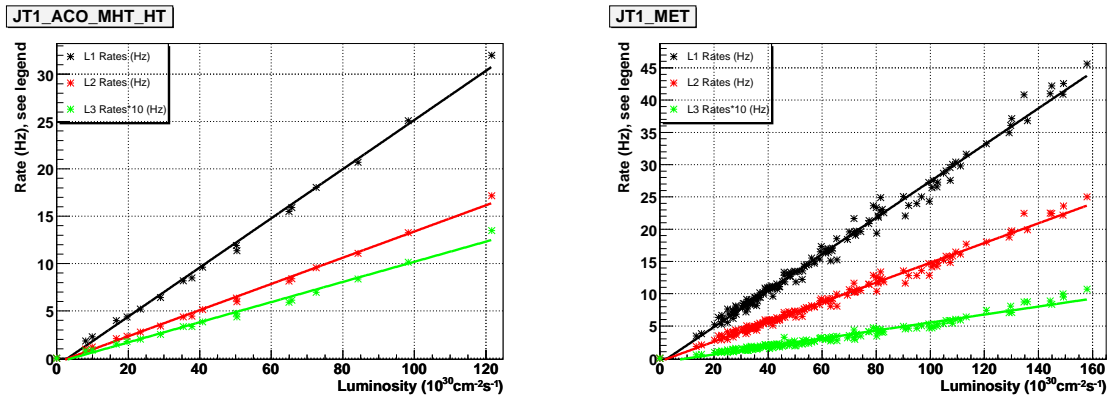 JT1_ACO_MHT_HT
Rate (Hz), see legend
L1 Rates (Hz)
L2 Rates (Hz)
L3 Rates*10 (Hz)
30
25
20
15
10
5
0
0 20 40 60 80 100 120
Luminosity (10³⁰cm⁻²s⁻¹)
JT1_MET
Rate (Hz), see legend
L1 Rates (Hz)
L2 Rates (Hz)
L3 Rates*10 (Hz)
45
40
35
30
25
20
15
10
5
0
0 20 40 60 80 100 120 140 160
Luminosity (10³⁰cm⁻²s⁻¹)